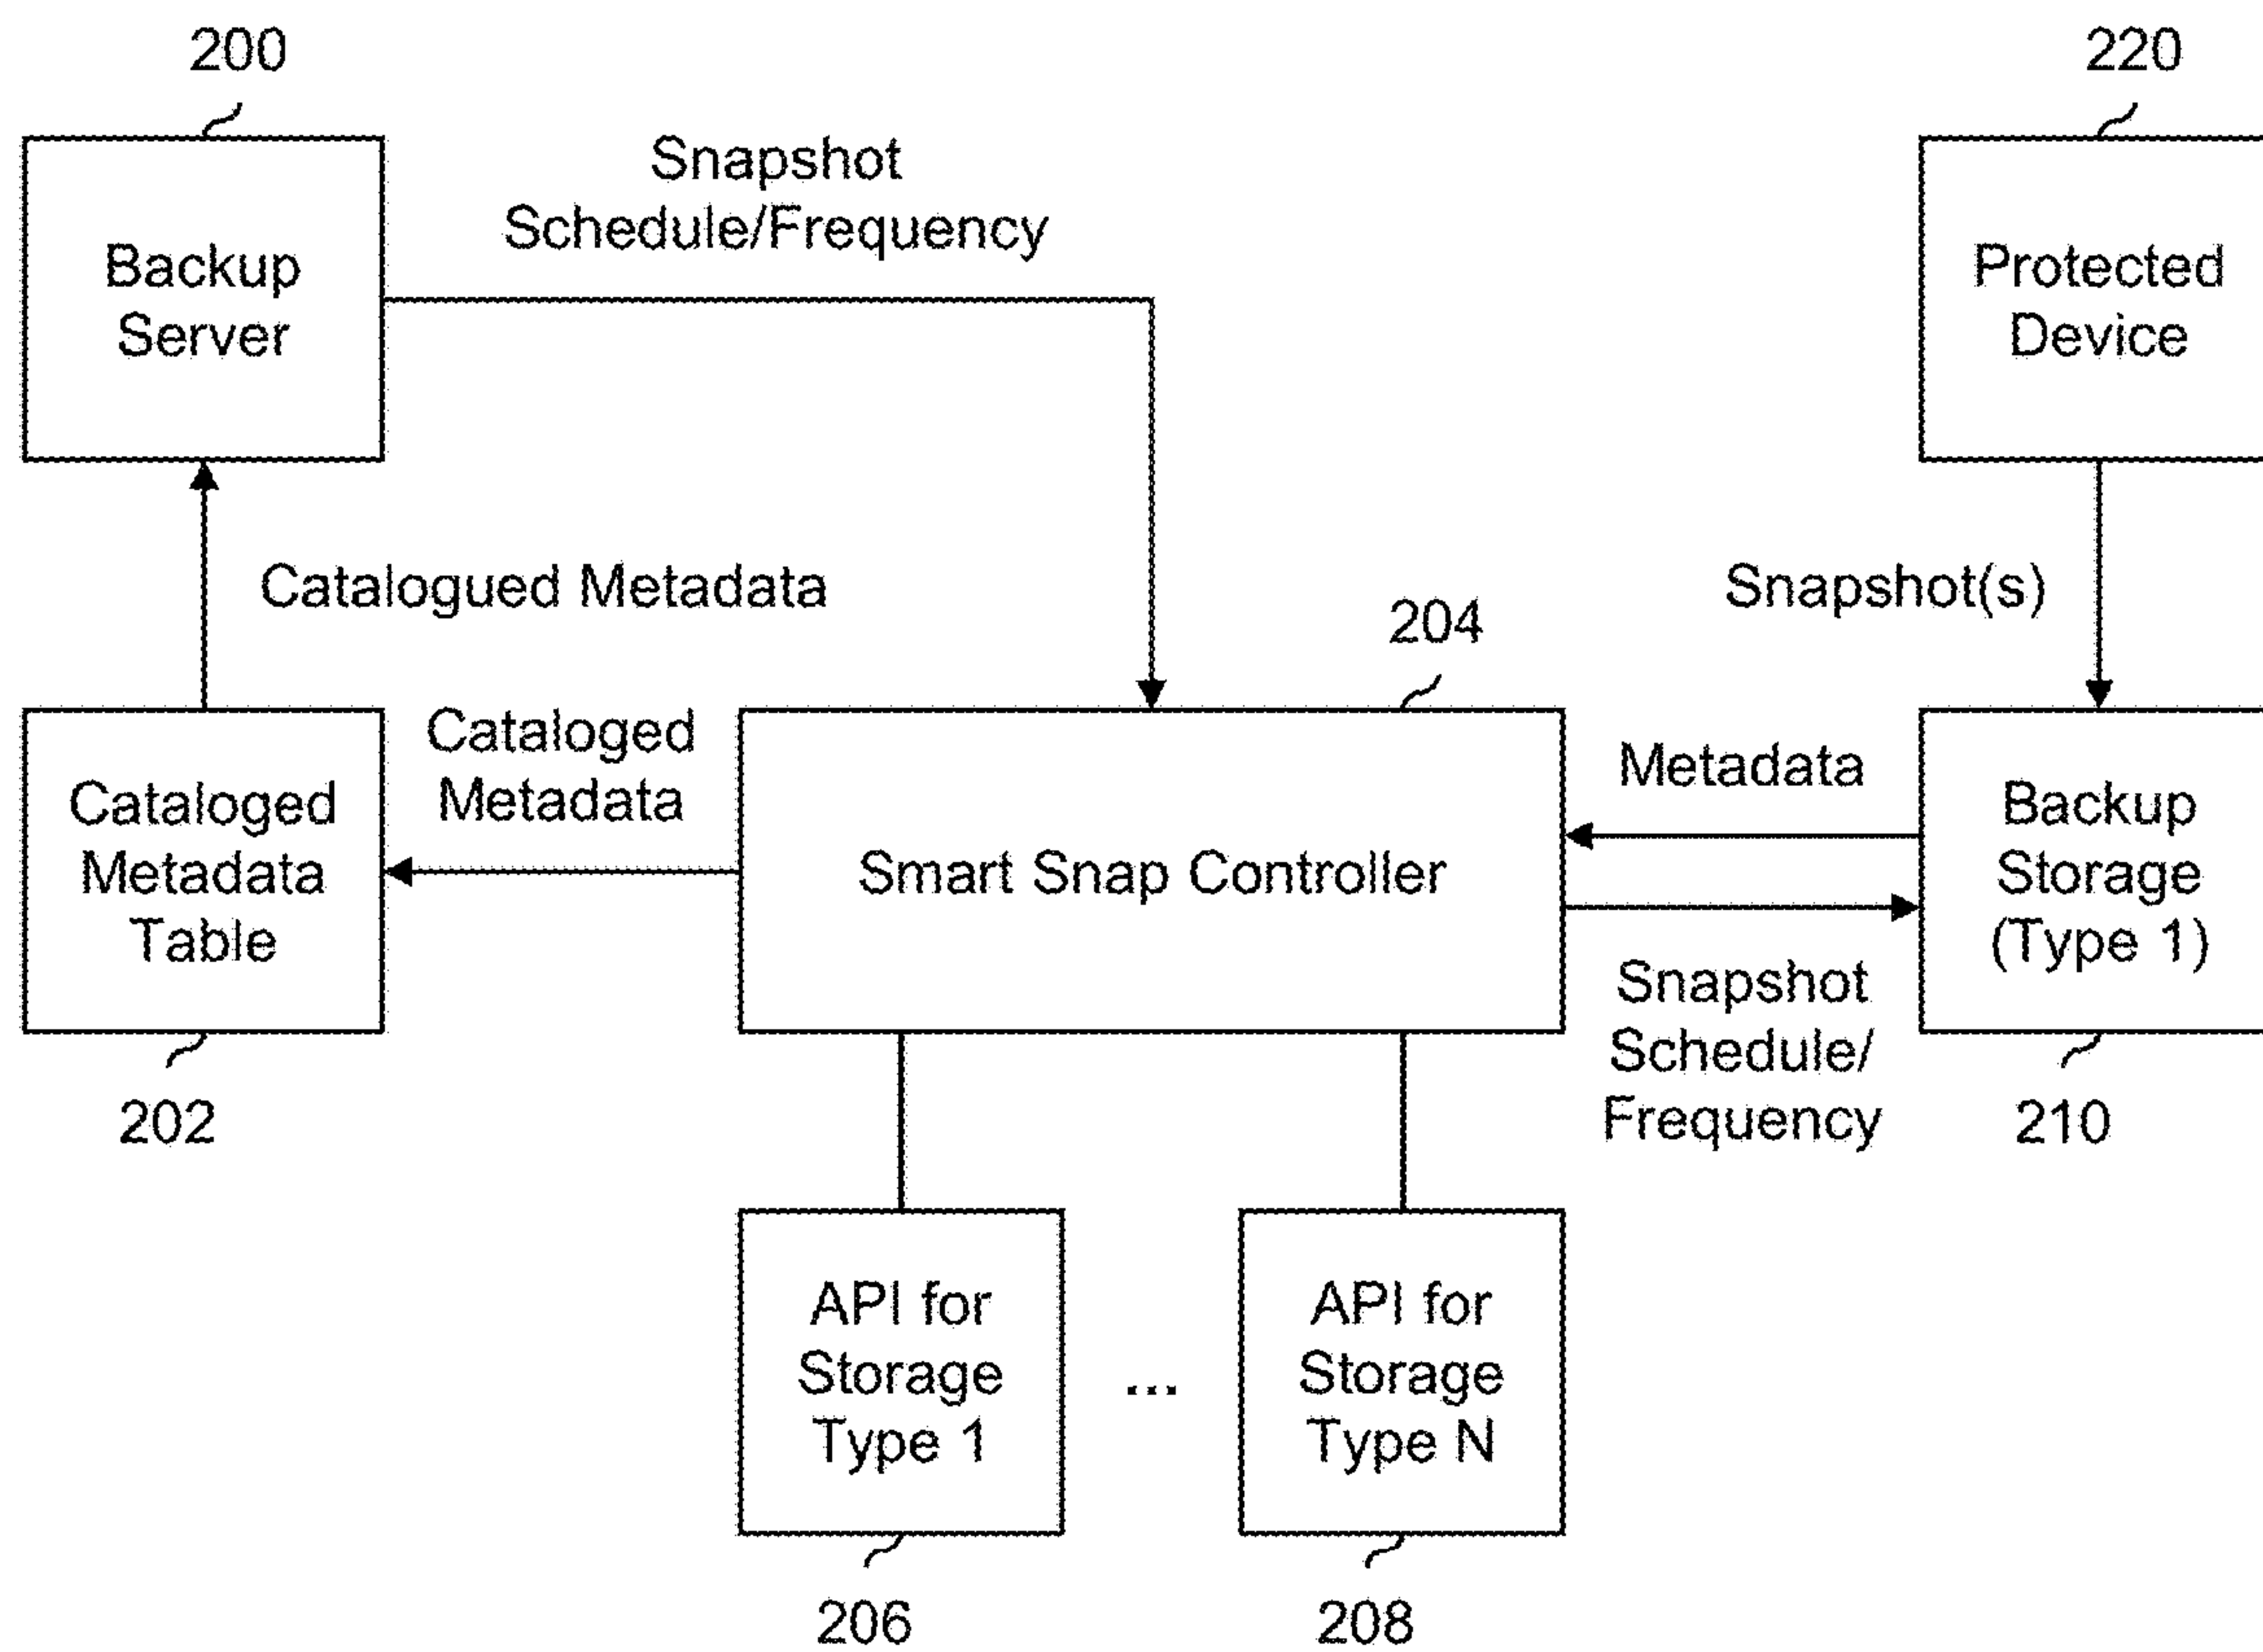 200
220
Snapshot
Schedule/Frequency
Backup
Server
Protected
Device
Catalogued Metadata
Snapshot(s)
204
Cataloged
Metadata
Metadata
Cataloged
Metadata
Table
Smart Snap Controller
Backup
Storage
(Type 1)
Snapshot
Schedule/
Frequency
202
210
API for
Storage
Type 1
...
API for
Storage
Type N
206
208